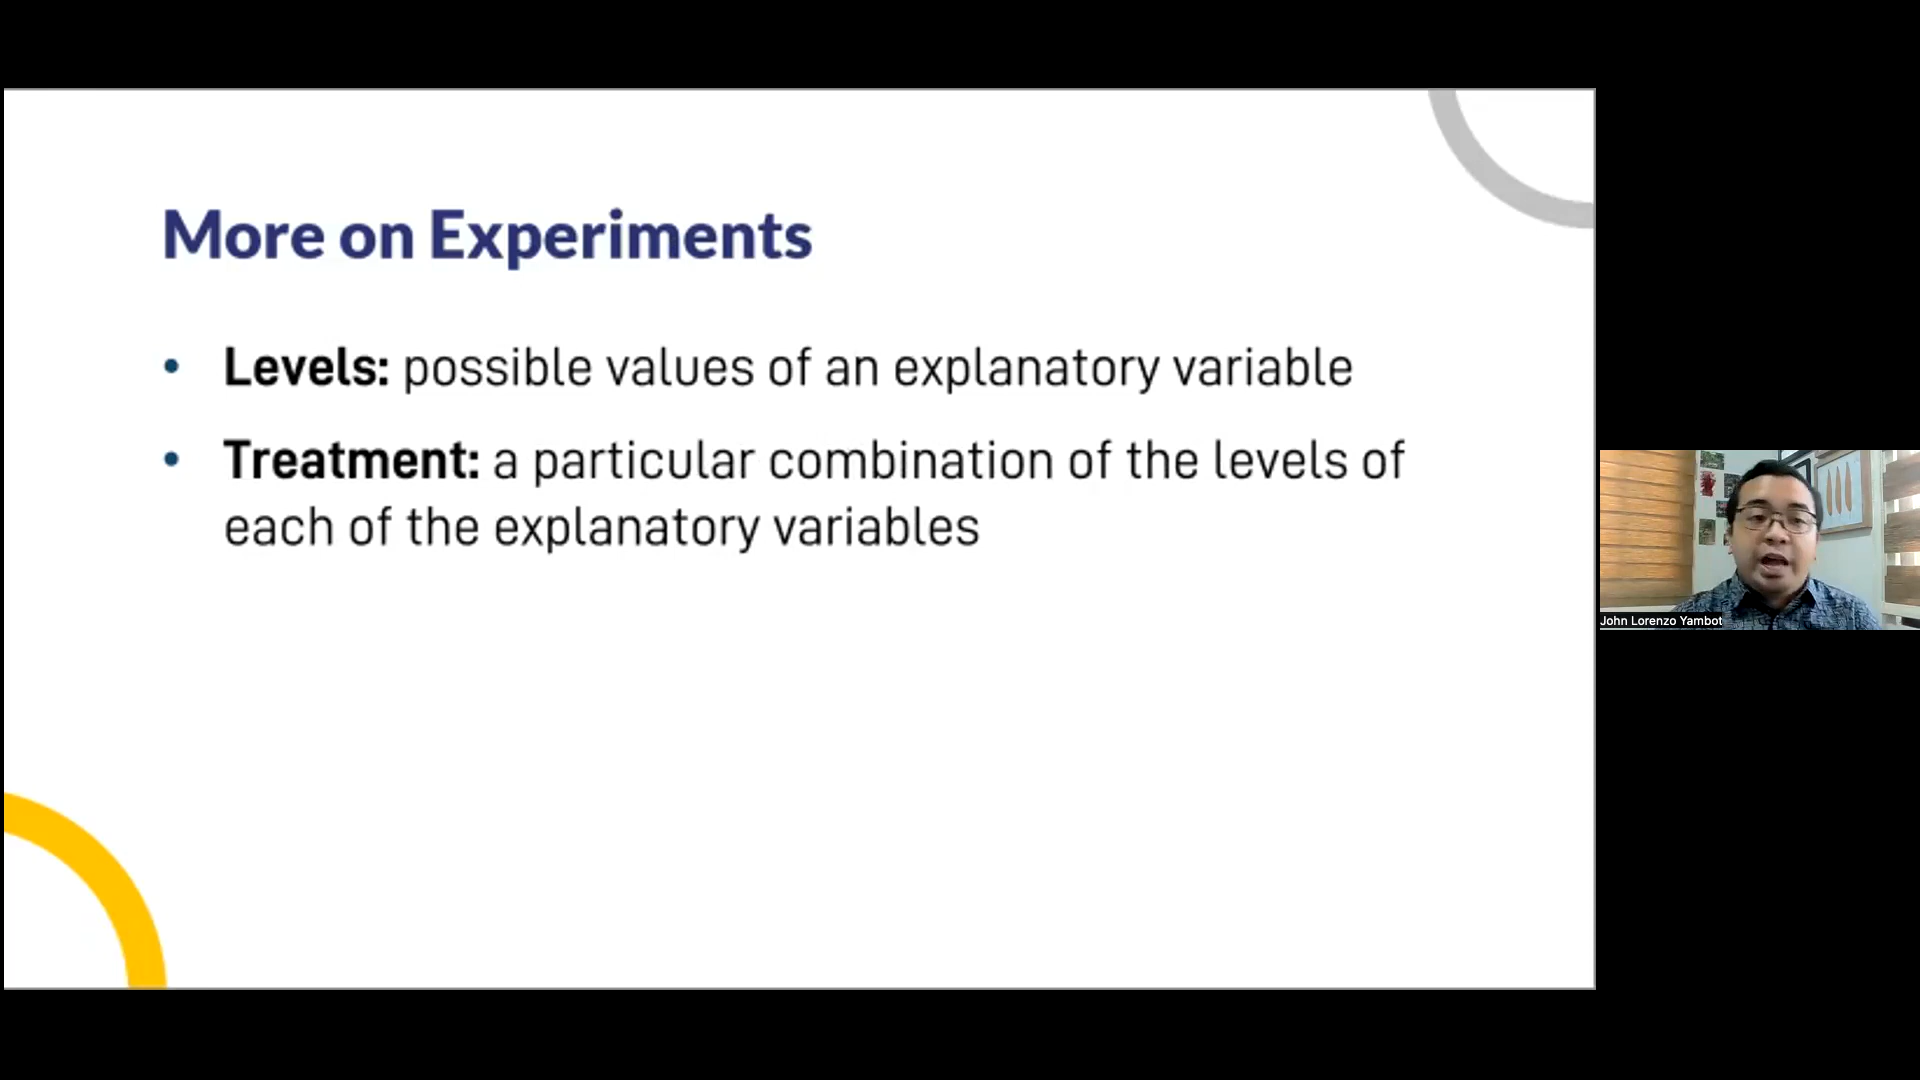 More on Experiments
• Levels: possible values of an explanatory variable
• Treatment: a particular combination of the levels of
each of the explanatory variables
John Lorenzo Yambot